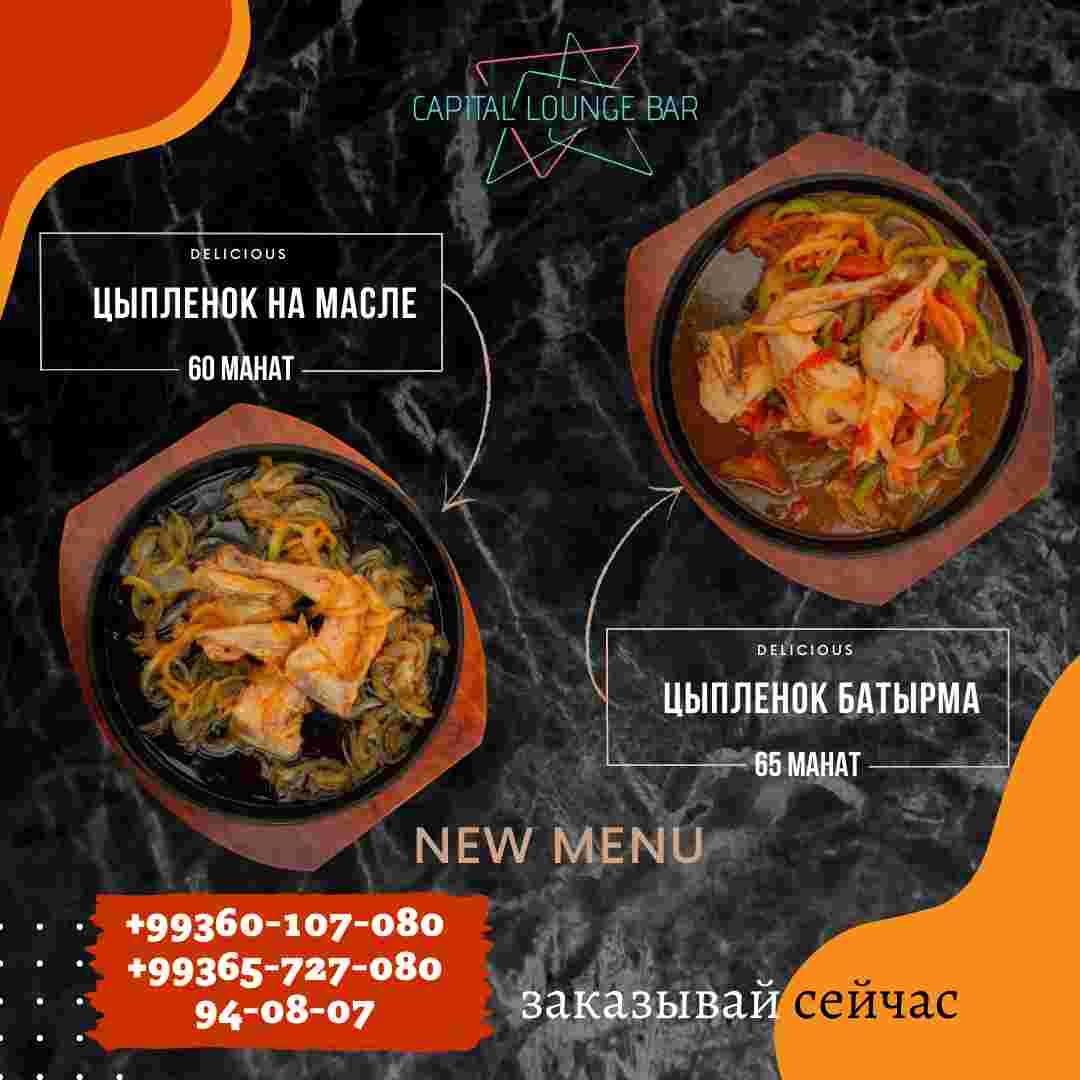 CAPITAL LOUNGE BAR
DELICIOUS
ЦЫПЛЕНОК НА МАСЛЕ
60 МАНАТ
DELICIOUS
ЦЫПЛЕНОК БАТЫРМА
65 МАНАТ
NEW MENU
+99360-107-080
+99365-727-080
94-08-07
заказывай сейчас